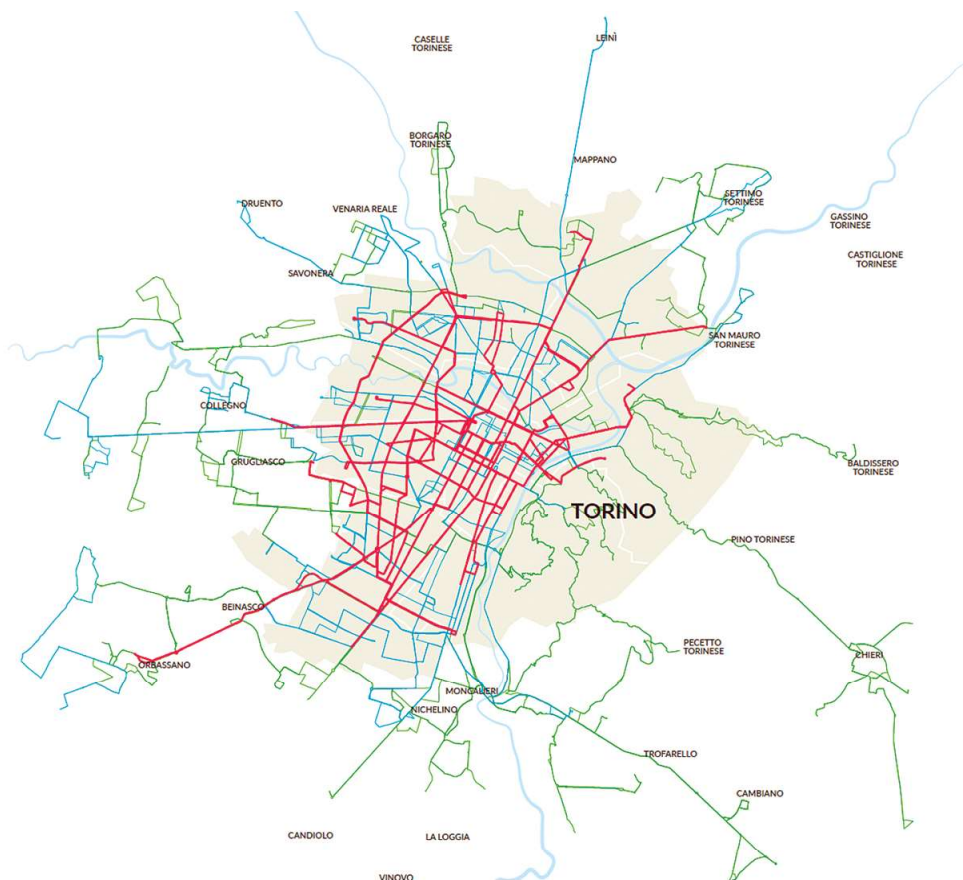 CASELLE
TORINESE
LEINÌ
BORGARO
TORINESE
MAPPANO
SETTIMO
TORINESE
DRUENTO
VENARIA REALE
GASSINO
TORINESE
CASTIGLIONE
TORINESE
SAVONERA
SAN MAURO
TORINESE
COLLEGNO
GRUGLIASCO
BALDISSERO
TORINESE
TORINO
PINO TORINESE
BEINASCO
PECETTO
TORINESE
CHIERI
ORBASSANO
MONCALIERI
NICHELINO
TROFARELLO
CAMBIANO
CANDIOLO
LA LOGGIA
VINOVO